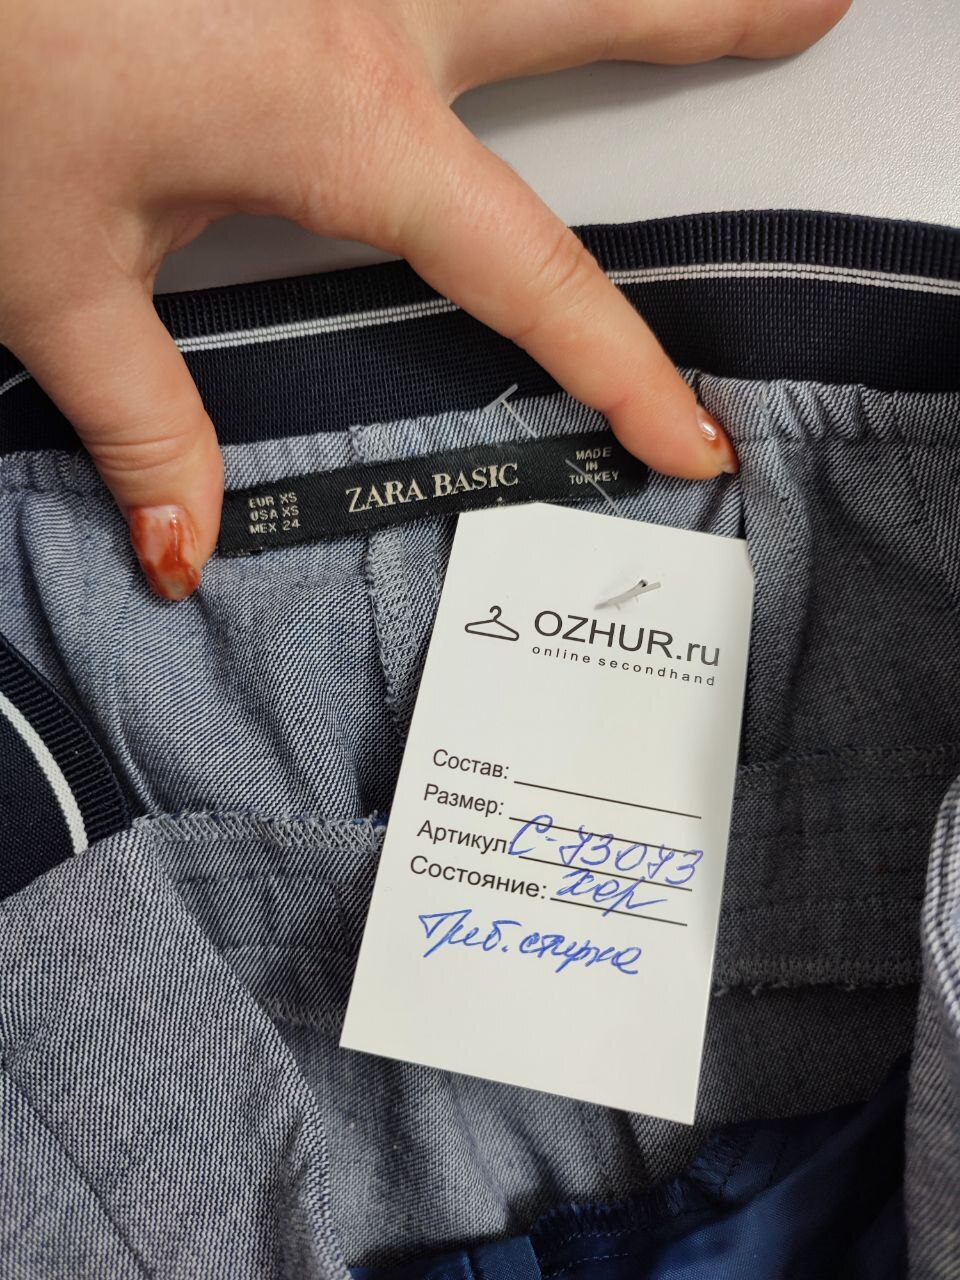 EUR XS
USA XS
MEX 24
ZARA BASIC
MADE
IN
TURKEY
OZHUR.ru
online secondhand
Состав:
Размер:
Артикул: С-73073
Состояние: хор
Треб. стирка